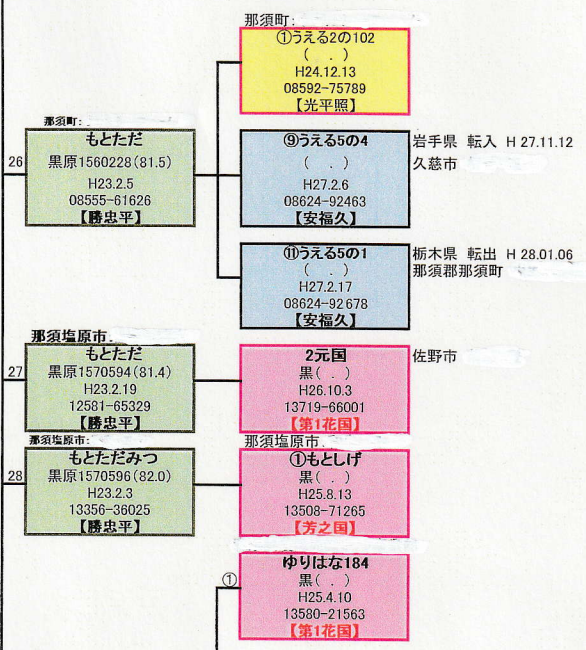 那須町:
①うえる2の102
( . )
H24.12.13
08592-75789
【光平照】
那須町:
26
もとただ
黒原1560228(81.5)
H23.2.5
08555-61626
【勝忠平】
⑨うえる5の4
( . )
H27.2.6
08624-92463
【安福久】
岩手県 転入 H 27.11.12
久慈市
⑪うえる5の1
( . )
H27.2.17
08624-92678
【安福久】
栃木県 転出 H 28.01.06
那須郡那須町
那須塩原市:
27
もとただ
黒原1570594(81.4)
H23.2.19
12581-65329
【勝忠平】
2元国
黒( . )
H26.10.3
13719-66001
【第1花国】
佐野市
那須塩原市:
28
もとただみつ
黒原1570596(82.0)
H23.2.3
13356-36025
【勝忠平】
那須塩原市:
①もとしげ
黒( . )
H25.8.13
13508-71265
【芳之国】
①
ゆりはな184
黒( . )
H25.4.10
13580-21563
【第1花国】